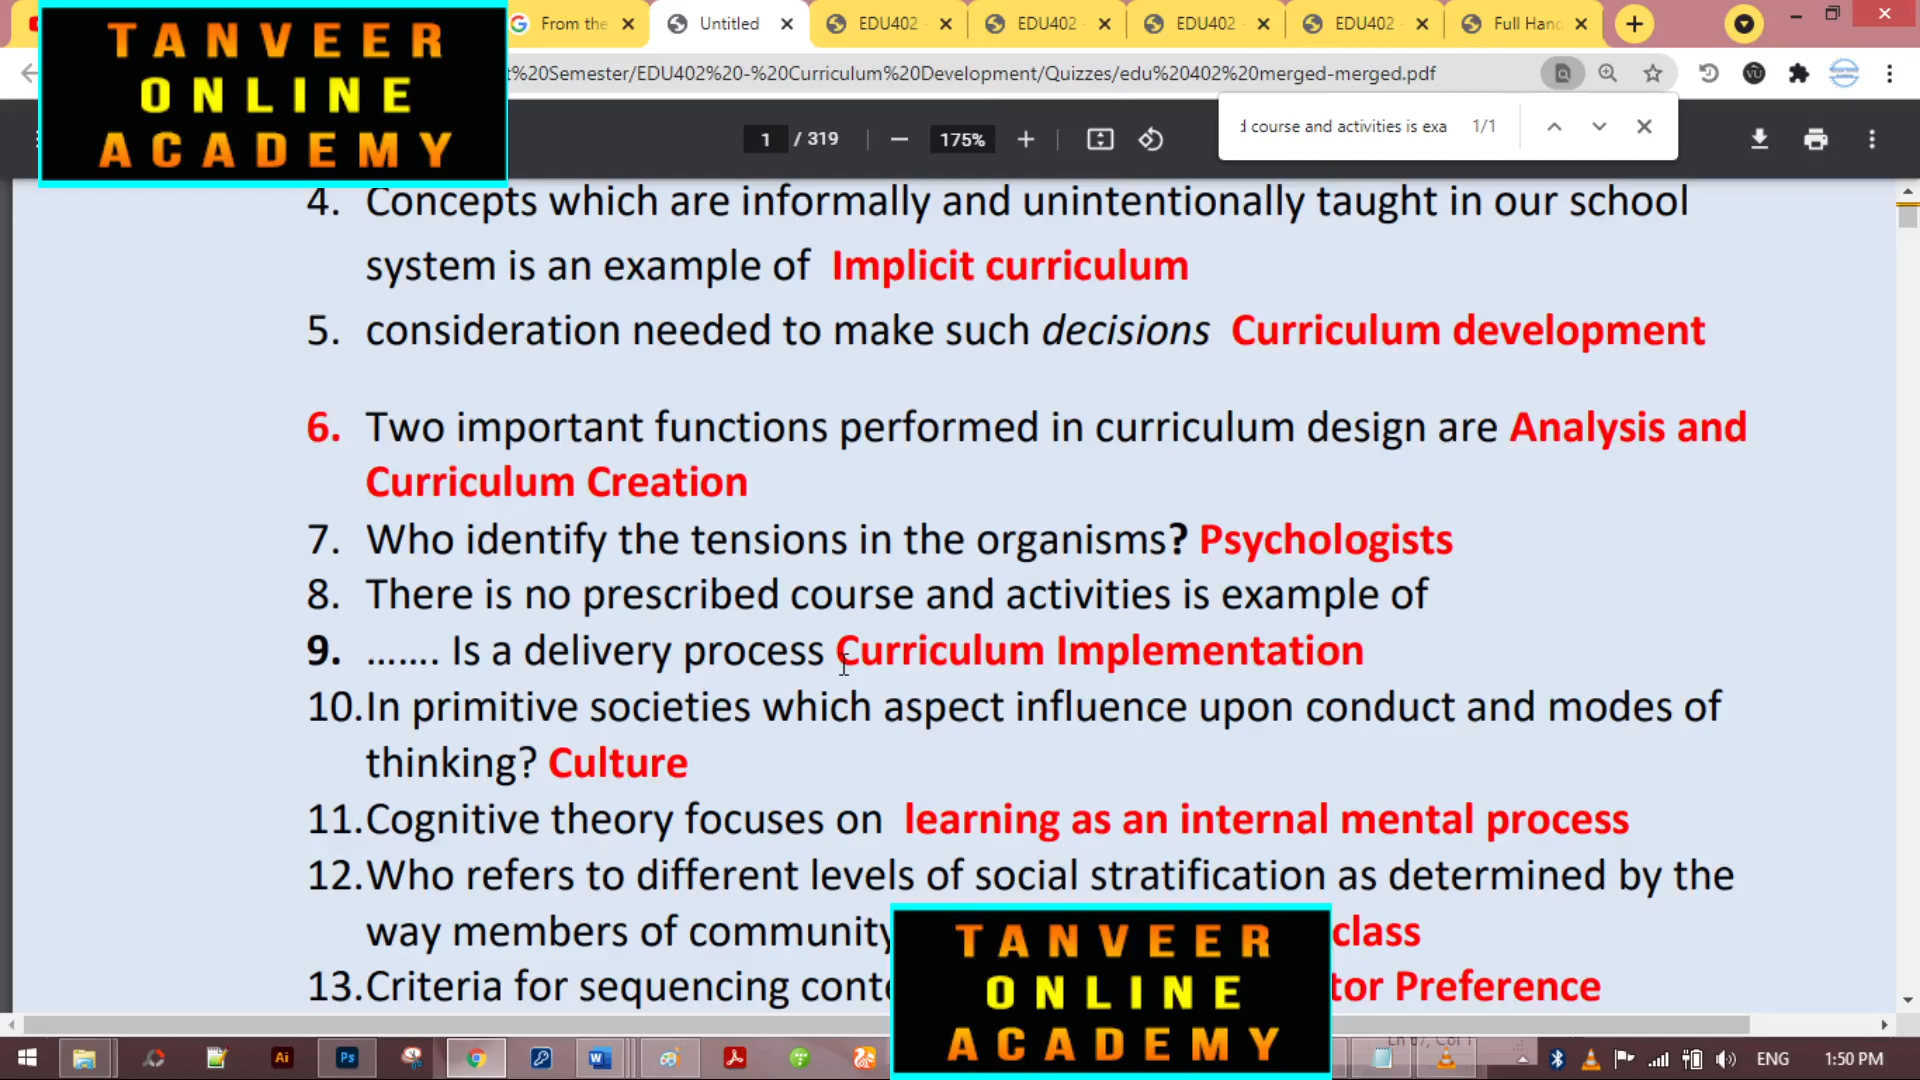 TANVEER
ONLINE
ACADEMY
From the
Untitled
EDU402
EDU402
EDU402
EDU402
Full Hand
t%20Semester/EDU402%20-%20Curriculum%20Development/Quizzes/edu%20402%20merged-merged.pdf
course and activities is exa 1/1
1 / 319
175%
4. Concepts which are informally and unintentionally taught in our school
system is an example of Implicit curriculum
5. consideration needed to make such decisions Curriculum development
6. Two important functions performed in curriculum design are Analysis and
Curriculum Creation
7. Who identify the tensions in the organisms? Psychologists
8. There is no prescribed course and activities is example of
9. ....... Is a delivery process Curriculum Implementation
10. In primitive societies which aspect influence upon conduct and modes of
thinking? Culture
11. Cognitive theory focuses on learning as an internal mental process
12. Who refers to different levels of social stratification as determined by the
way members of community class
13. Criteria for sequencing Preference
TANVEER
ONLINE
ACADEMY
ENG
1:50 PM